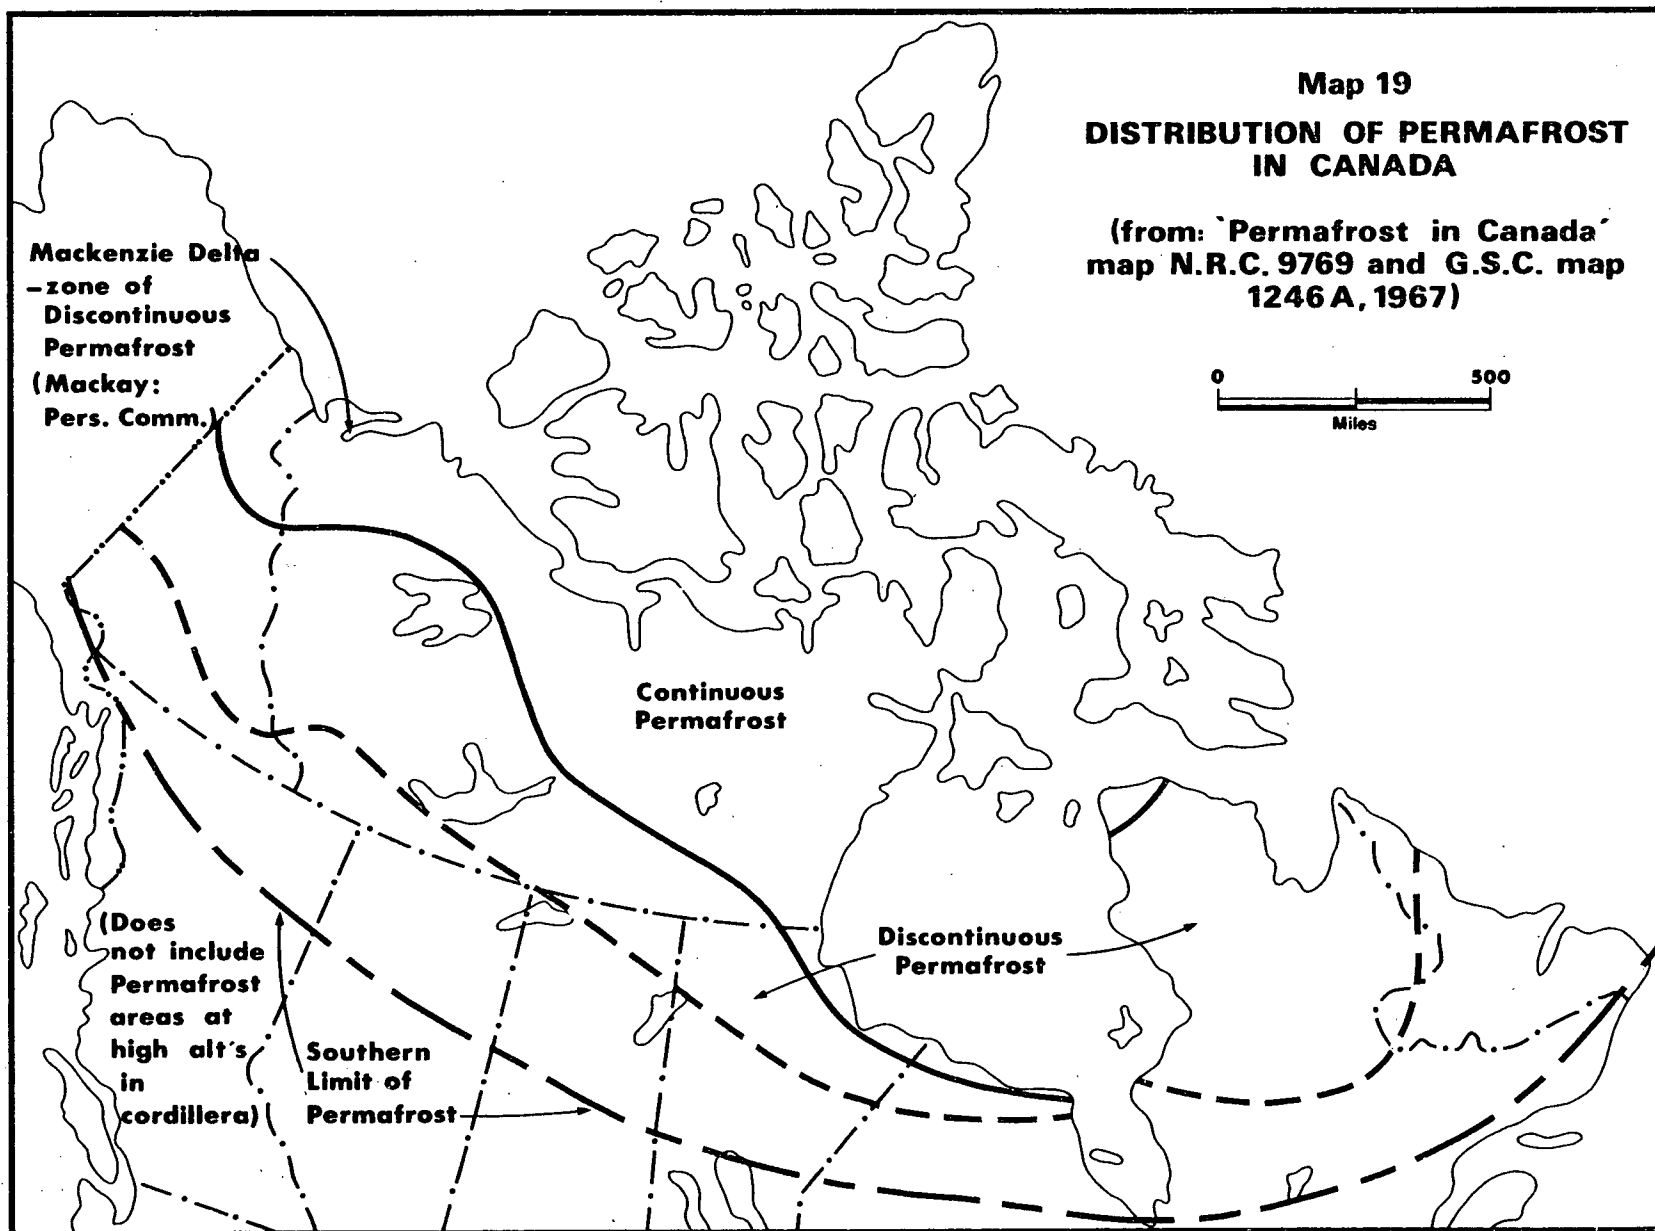 Map 19
DISTRIBUTION OF PERMAFROST
IN CANADA
(from: `Permafrost in Canada´
map N.R.C. 9769 and G.S.C. map
1246 A, 1967)
0 500
Miles
Mackenzie Delta
–zone of
Discontinuous
Permafrost
(Mackay:
Pers. Comm.)
Continuous
Permafrost
Discontinuous
Permafrost
(Does
not include
Permafrost
areas at
high alt's
in
cordillera)
Southern
Limit of
Permafrost